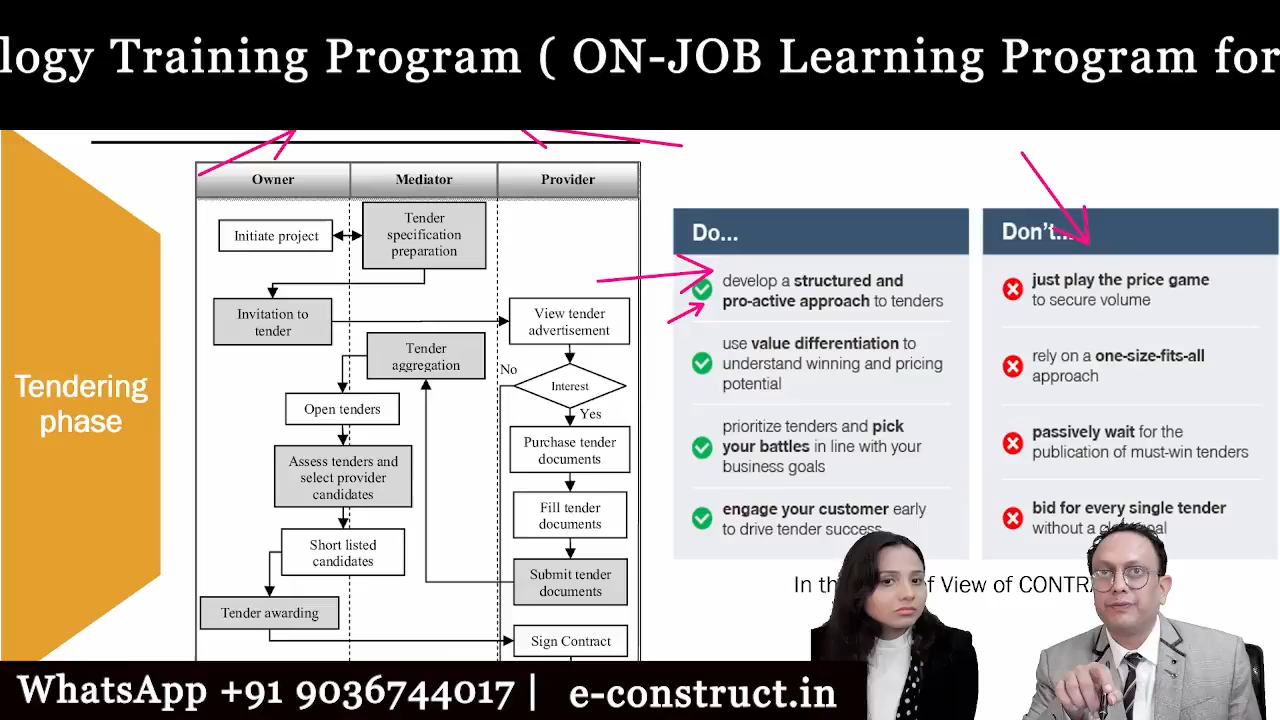 logy Training Program ( ON-JOB Learning Program for
Tendering
phase
Owner
Mediator
Provider
Initiate project
Tender
specification
preparation
Invitation to
tender
View tender
advertisement
Tender
aggregation
No
Interest
Yes
Open tenders
Purchase tender
documents
Assess tenders and
select provider
candidates
Fill tender
documents
Short listed
candidates
Submit tender
documents
Tender awarding
Sign Contract
Do...
develop a structured and
pro-active approach to tenders
use value differentiation to
understand winning and pricing
potential
prioritize tenders and pick
your battles in line with your
business goals
engage your customer early
to drive tender success
Don't...
just play the price game
to secure volume
rely on a one-size-fits-all
approach
passively wait for the
publication of must-win tenders
bid for every single tender
without a
In View of
WhatsApp +91 9036744017 | e-construct.in